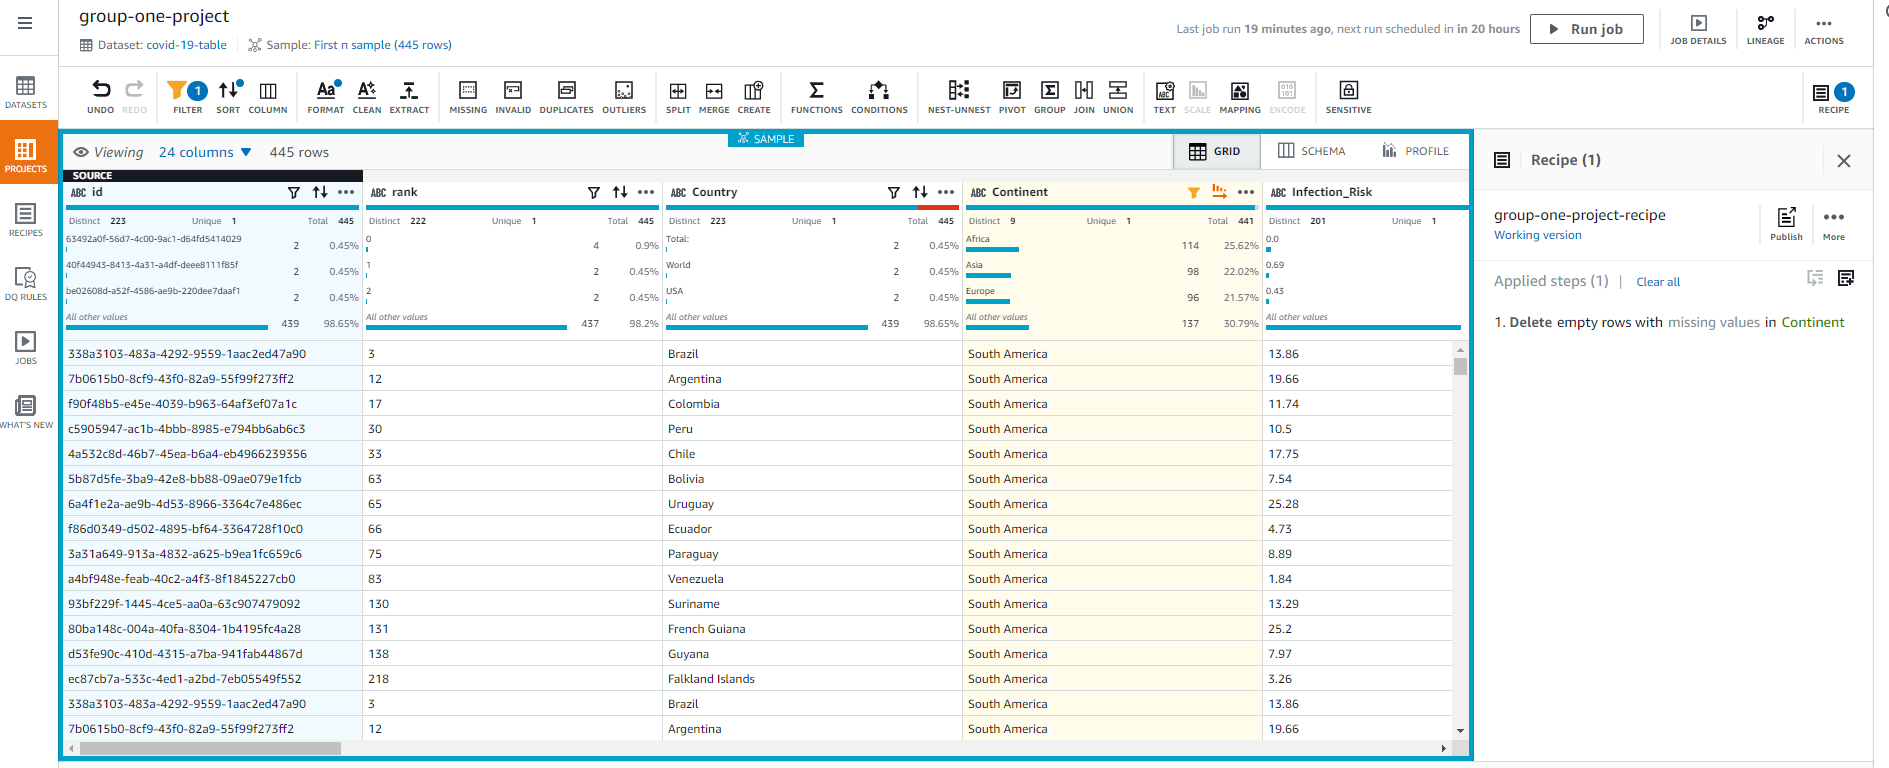 group-one-project
Dataset: covid-19-table Sample: First n sample (445 rows)
Last job run 19 minutes ago, next run scheduled in in 20 hours
Run job
JOB DETAILS LINEAGE ACTIONS
UNDO REDO FILTER 1 SORT COLUMN FORMAT CLEAN EXTRACT MISSING INVALID DUPLICATES OUTLIERS SPLIT MERGE CREATE FUNCTIONS CONDITIONS NEST-UNNEST PIVOT GROUP JOIN UNION TEXT SCALE MAPPING ENCODE SENSITIVE RECIPE 1
DATASETS
PROJECTS
RECIPES
DQ RULES
JOBS
WHAT'S NEW
SAMPLE
Viewing 24 columns 445 rows GRID SCHEMA PROFILE
SOURCE
ABC id ABC rank ABC Country ABC Continent ABC Infection_Risk
Distinct 223 Unique 1 Total 445 Distinct 222 Unique 1 Total 445 Distinct 223 Unique 1 Total 445 Distinct 9 Unique 1 Total 441 Distinct 201 Unique 1
63492a0f-56d7-4c00-9ac1-d64fd5414029 2 0.45% 0 4 0.9% Total: 2 0.45% Africa 114 25.62% 0.0
40f44943-8413-4a31-a4df-deee8111f85f 2 0.45% 1 2 0.45% World 2 0.45% Asia 98 22.02% 0.69
be02608d-a52f-4586-ae9b-220dee7daaf1 2 0.45% 2 2 0.45% USA 2 0.45% Europe 96 21.57% 0.43
All other values 439 98.65% All other values 437 98.2% All other values 439 98.65% All other values 137 30.79% All other values
338a3103-483a-4292-9559-1aac2ed47a90 3 Brazil South America 13.86
7b0615b0-8cf9-43f0-82a9-55f99f273ff2 12 Argentina South America 19.66
f90f48b5-e45e-4039-b963-64af3ef07a1c 17 Colombia South America 11.74
c5905947-ac1b-4bbb-8985-e794bb6ab6c3 30 Peru South America 10.5
4a532c8d-46b7-45ea-b6a4-eb4966239356 33 Chile South America 17.75
5b87d5fe-3ba9-42e8-bb88-09ae079e1fcb 63 Bolivia South America 7.54
6a4f1e2a-ae9b-4d53-8966-3364c7e486ec 65 Uruguay South America 25.28
f86d0349-d502-4895-bf64-3364728f10c0 66 Ecuador South America 4.73
3a31a649-913a-4832-a625-b9ea1fc659c6 75 Paraguay South America 8.89
a4bf948e-feab-40c2-a4f3-8f1845227cb0 83 Venezuela South America 1.84
93bf229f-1445-4ce5-aa0a-63c907479092 130 Suriname South America 13.29
80ba148c-004a-40fa-8304-1b4195fc4a28 131 French Guiana South America 25.2
d53fe90c-410d-4315-a7ba-941fab44867d 138 Guyana South America 7.97
ec87cb7a-533c-4ed1-a2bd-7eb05549f552 218 Falkland Islands South America 3.26
338a3103-483a-4292-9559-1aac2ed47a90 3 Brazil South America 13.86
7b0615b0-8cf9-43f0-82a9-55f99f273ff2 12 Argentina South America 19.66
Recipe (1)
group-one-project-recipe
Working version
Publish More
Applied steps (1) | Clear all
1. Delete empty rows with missing values in Continent